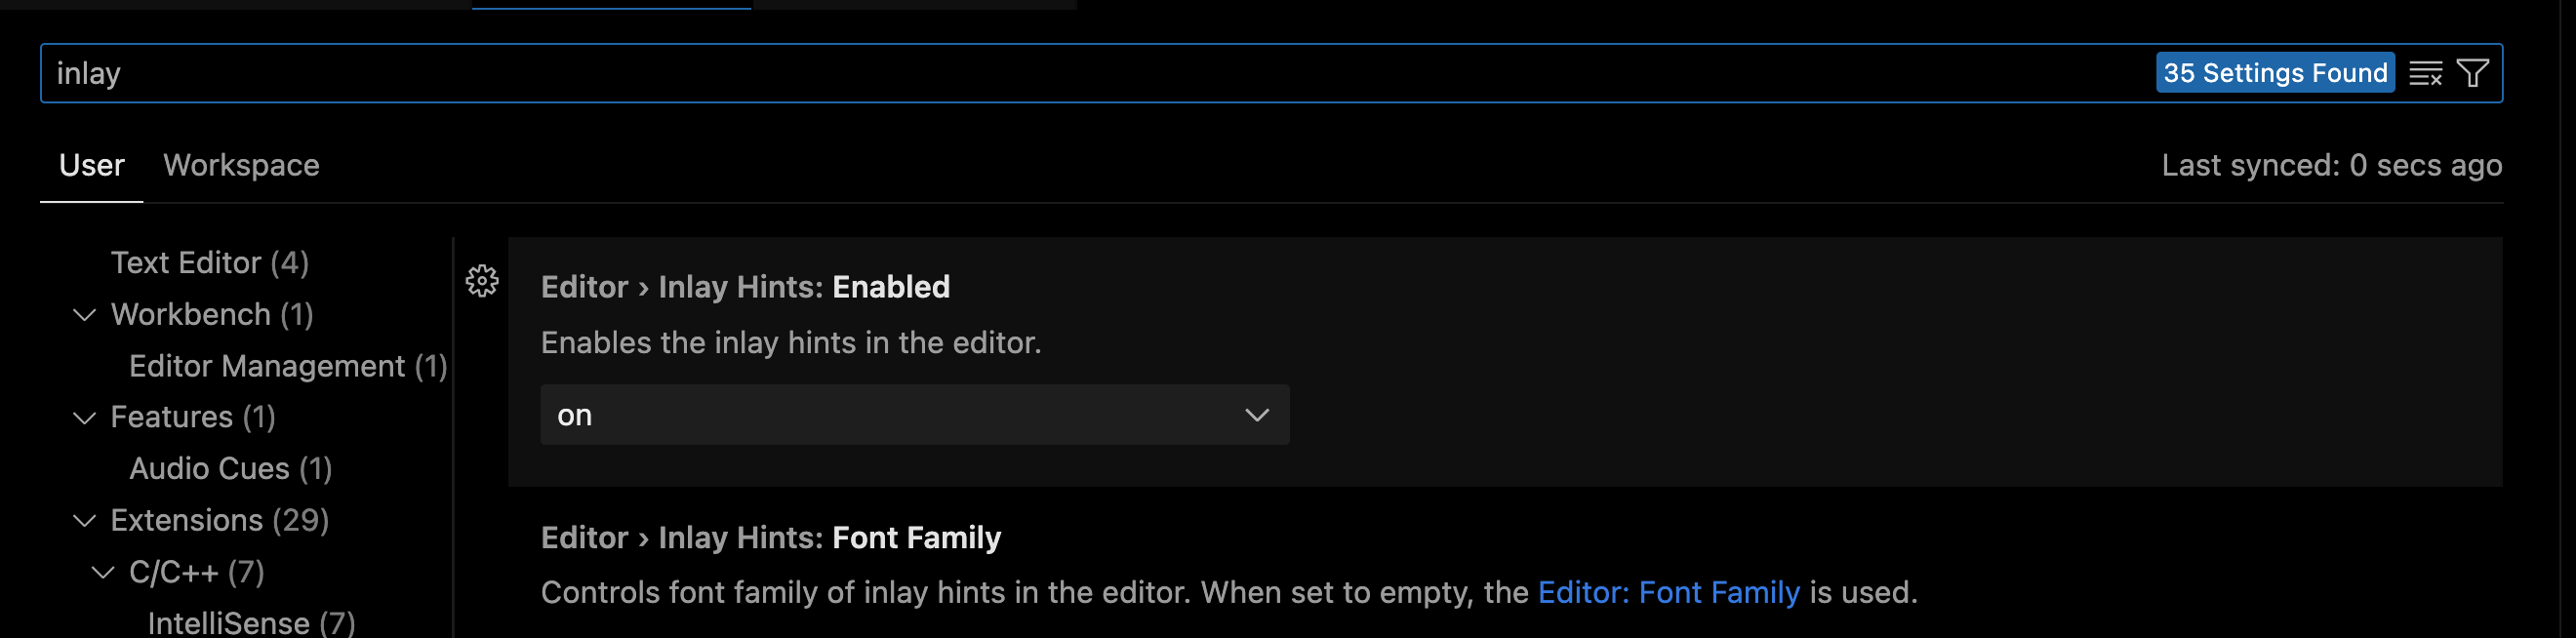 inlay
35 Settings Found
User Workspace
Last synced: 0 secs ago
Text Editor (4)
Workbench (1)
Editor Management (1)
Features (1)
Audio Cues (1)
Extensions (29)
C/C++ (7)
IntelliSense (7)
Editor › Inlay Hints: Enabled
Enables the inlay hints in the editor.
on
Editor › Inlay Hints: Font Family
Controls font family of inlay hints in the editor. When set to empty, the Editor: Font Family is used.